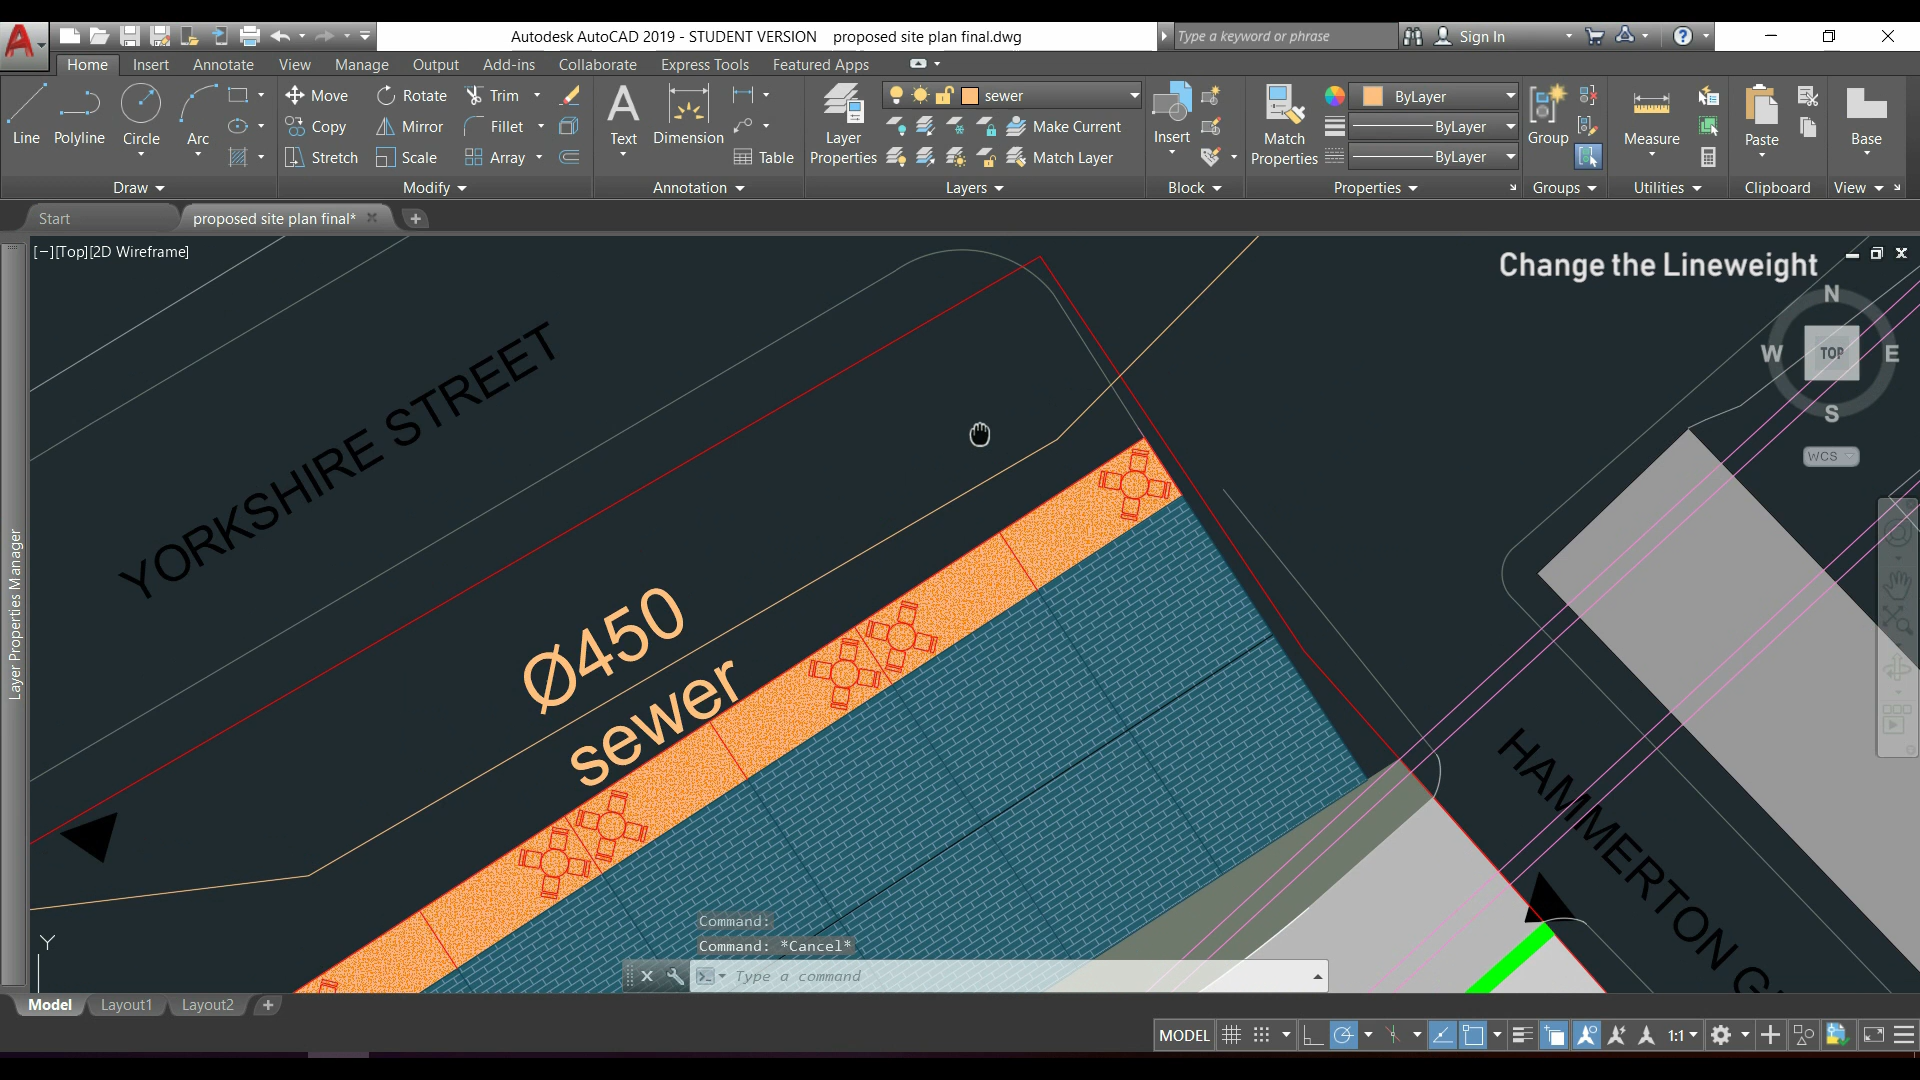 Autodesk AutoCAD 2019 - STUDENT VERSION proposed site plan final.dwg
Type a keyword or phrase
Sign In
Home Insert Annotate View Manage Output Add-ins Collaborate Express Tools Featured Apps
Line Polyline Circle Arc
Move Rotate Trim
Copy Mirror Fillet
Stretch Scale Array
Text Dimension Table
Layer Properties
sewer
Make Current
Match Layer
Insert
Match Properties
ByLayer
ByLayer
ByLayer
Group Measure Paste Base
Draw Modify Annotation Layers Block Properties Groups Utilities Clipboard View
Start proposed site plan final*
[−][Top][2D Wireframe]
Change the Lineweight
N
W TOP E
S
WCS
Layer Properties Manager
YORKSHIRE STREET
Ø450
sewer
HAMMERTON G
Y
Command:
Command: *Cancel*
Type a command
Model Layout1 Layout2
MODEL 1:1